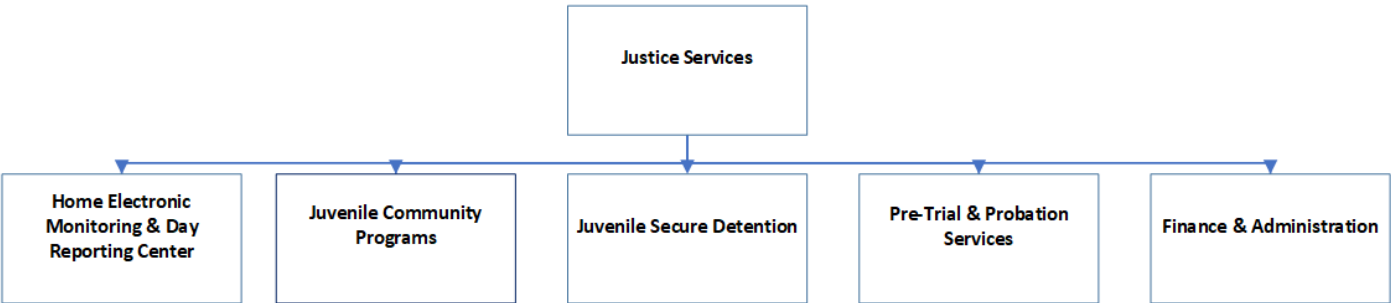 Justice Services
Home Electronic
Monitoring & Day
Reporting Center
Juvenile Community
Programs
Juvenile Secure Detention
Pre-Trial & Probation
Services
Finance & Administration